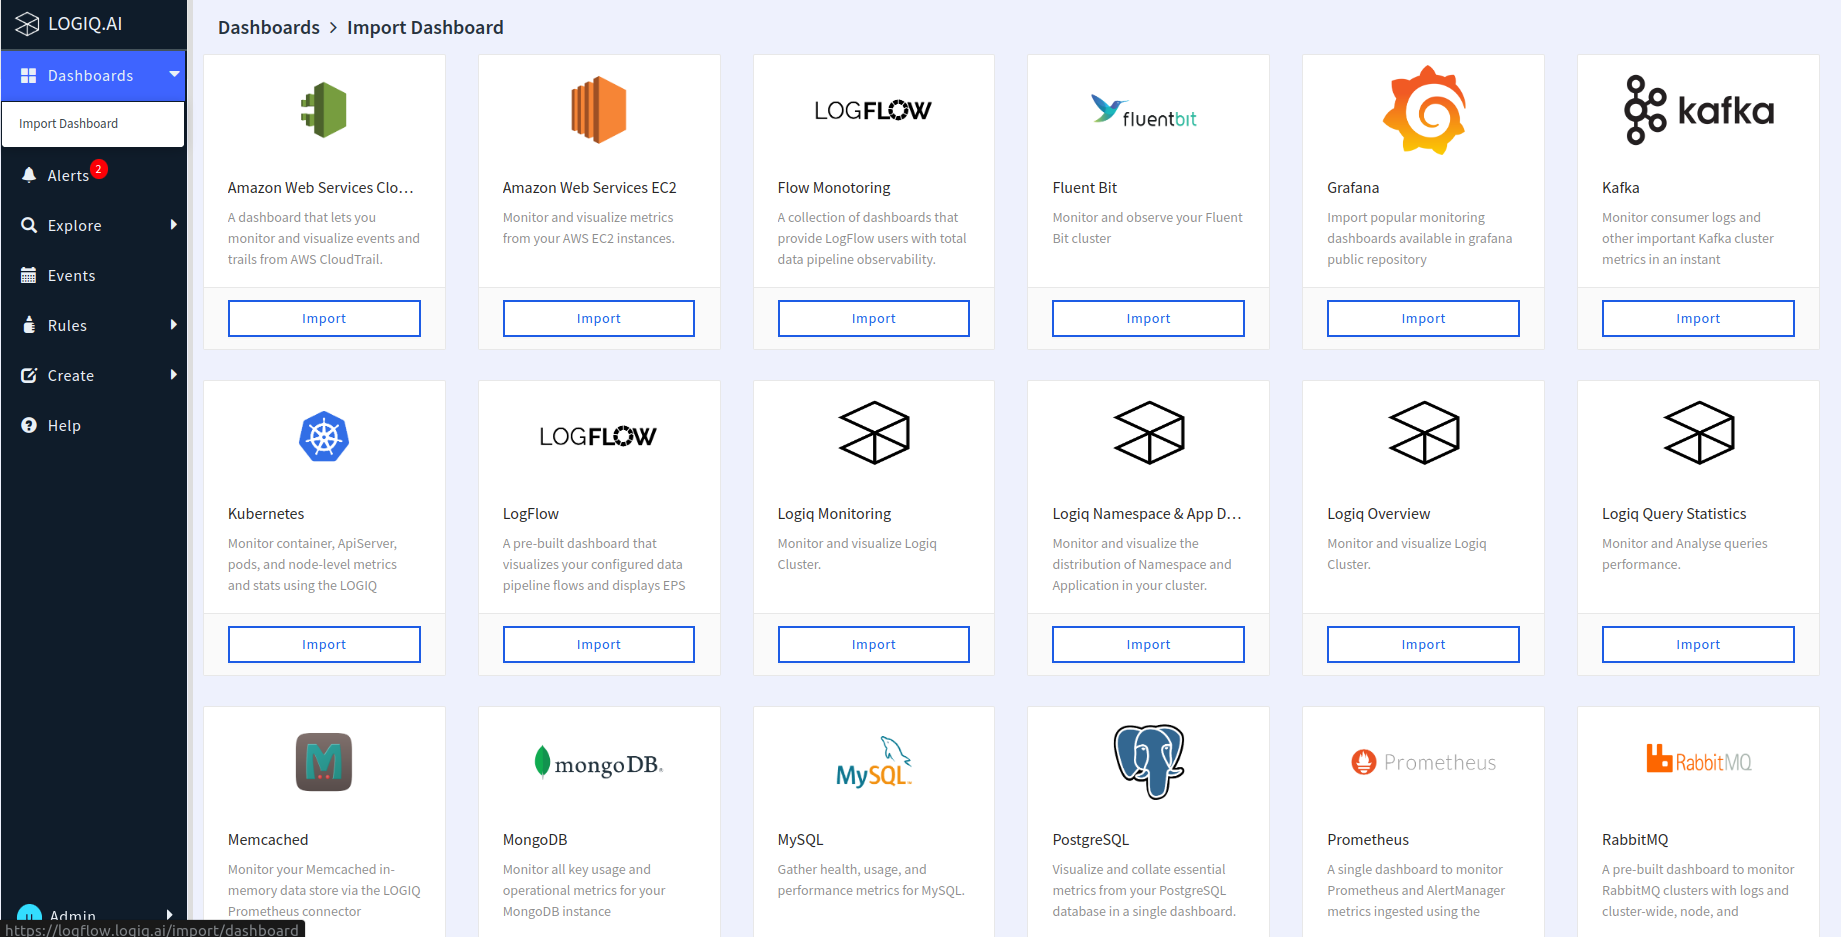 LOGIQ.AI
Dashboards
Import Dashboard
Alerts 2
Explore
Events
Rules
Create
Help
Admin
https://logflow.logiq.ai/import/dashboard
Dashboards > Import Dashboard
Amazon Web Services Clo...
A dashboard that lets you
monitor and visualize events and
trails from AWS CloudTrail.
Import
Amazon Web Services EC2
Monitor and visualize metrics
from your AWS EC2 instances.
Import
LOGFLOW
Flow Monotoring
A collection of dashboards that
provide LogFlow users with total
data pipeline observability.
Import
fluentbit
Fluent Bit
Monitor and observe your Fluent
Bit cluster
Import
Grafana
Import popular monitoring
dashboards available in grafana
public repository
Import
kafka
Kafka
Monitor consumer logs and
other important Kafka cluster
metrics in an instant
Import
Kubernetes
Monitor container, ApiServer,
pods, and node-level metrics
and stats using the LOGIQ
Import
LOGFLOW
LogFlow
A pre-built dashboard that
visualizes your configured data
pipeline flows and displays EPS
Import
Logiq Monitoring
Monitor and visualize Logiq
Cluster.
Import
Logiq Namespace & App D...
Monitor and visualize the
distribution of Namespace and
Application in your cluster.
Import
Logiq Overview
Monitor and visualize Logiq
Cluster.
Import
Logiq Query Statistics
Monitor and Analyse queries
performance.
Import
M
Memcached
Monitor your Memcached in-
memory data store via the LOGIQ
Prometheus connector
mongoDB®
MongoDB
Monitor all key usage and
operational metrics for your
MongoDB instance
MySQL™
MySQL
Gather health, usage, and
performance metrics for MySQL.
PostgreSQL
Visualize and collate essential
metrics from your PostgreSQL
database in a single dashboard.
Prometheus
Prometheus
A single dashboard to monitor
Prometheus and AlertManager
metrics ingested using the
RabbitMQ
RabbitMQ
A pre-built dashboard to monitor
RabbitMQ clusters with logs and
cluster-wide, node, and